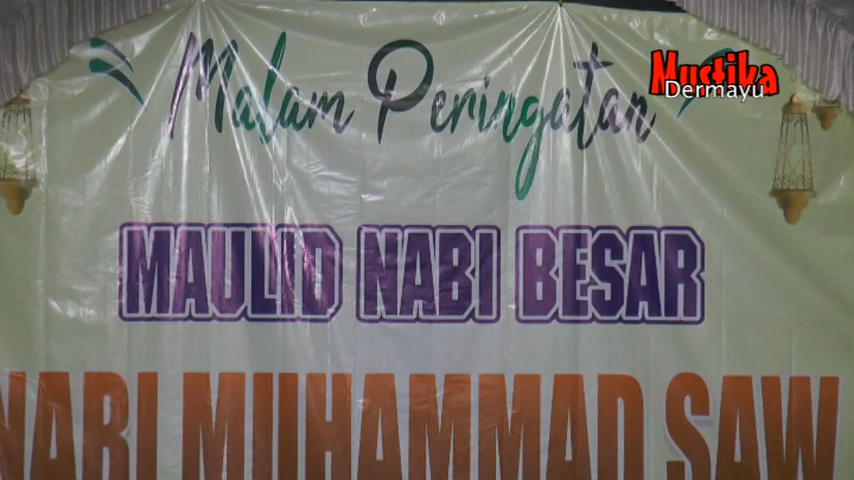 Mustika
Dermayu
Malam Peringatan
MAULID NABI BESAR
NABI MUHAMMAD SAW